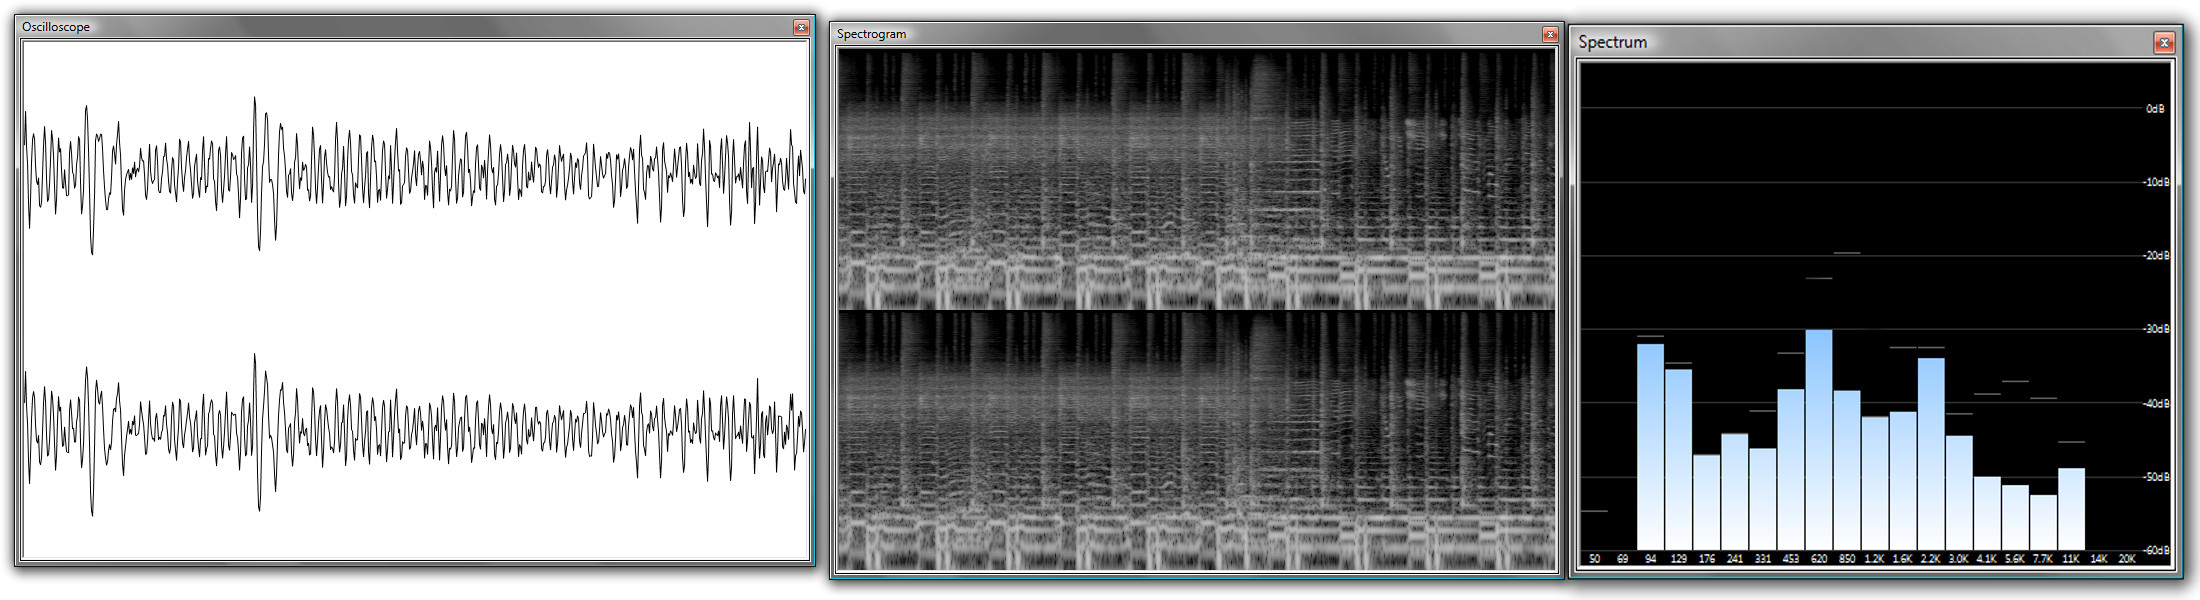 Oscilloscope
Spectrogram
Spectrum
0dB
-10dB
-20dB
-30dB
-40dB
-50dB
-60dB
50 69 94 129 176 241 331 453 620 850 1.2K 1.6K 2.2K 3.0K 4.1K 5.6K 7.7K 11K 14K 20K